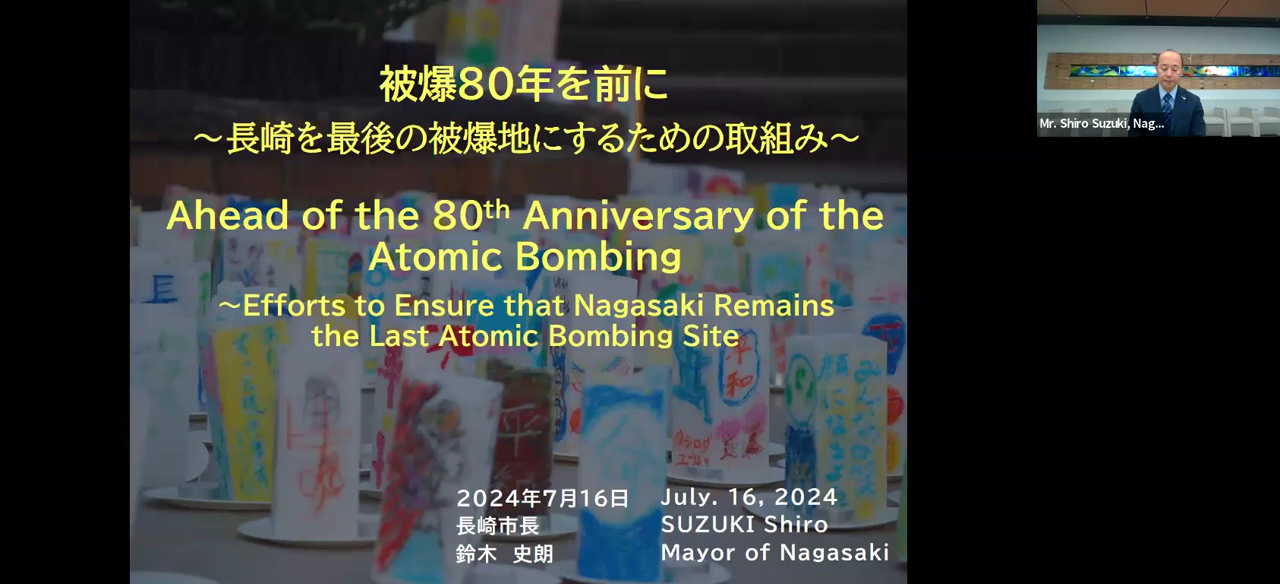 被爆80年を前に
～長崎を最後の被爆地にするための取組み～
Ahead of the 80th Anniversary of the
Atomic Bombing
～Efforts to Ensure that Nagasaki Remains
the Last Atomic Bombing Site
2024年7月16日
長崎市長
鈴木 史朗
July. 16, 2024
SUZUKI Shiro
Mayor of Nagasaki
Mr. Shiro Suzuki, Nag...
平和
平